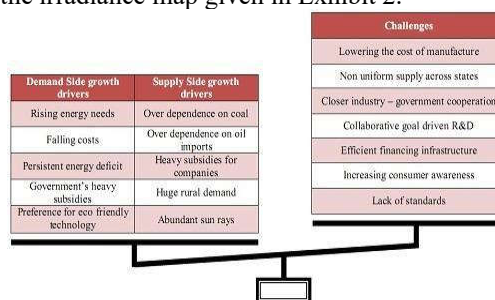 the irradiance map given in Exhibit 2.
Demand Side growth drivers
Supply Side growth drivers
Rising energy needs
Over dependence on coal
Falling costs
Over dependence on oil imports
Persistent energy deficit
Heavy subsidies for companies
Government's heavy subsidies
Huge rural demand
Preference for eco friendly technology
Abundant sun rays
Challenges
Lowering the cost of manufacture
Non uniform supply across states
Closer industry – government cooperation
Collaborative goal driven R&D
Efficient financing infrastructure
Increasing consumer awareness
Lack of standards